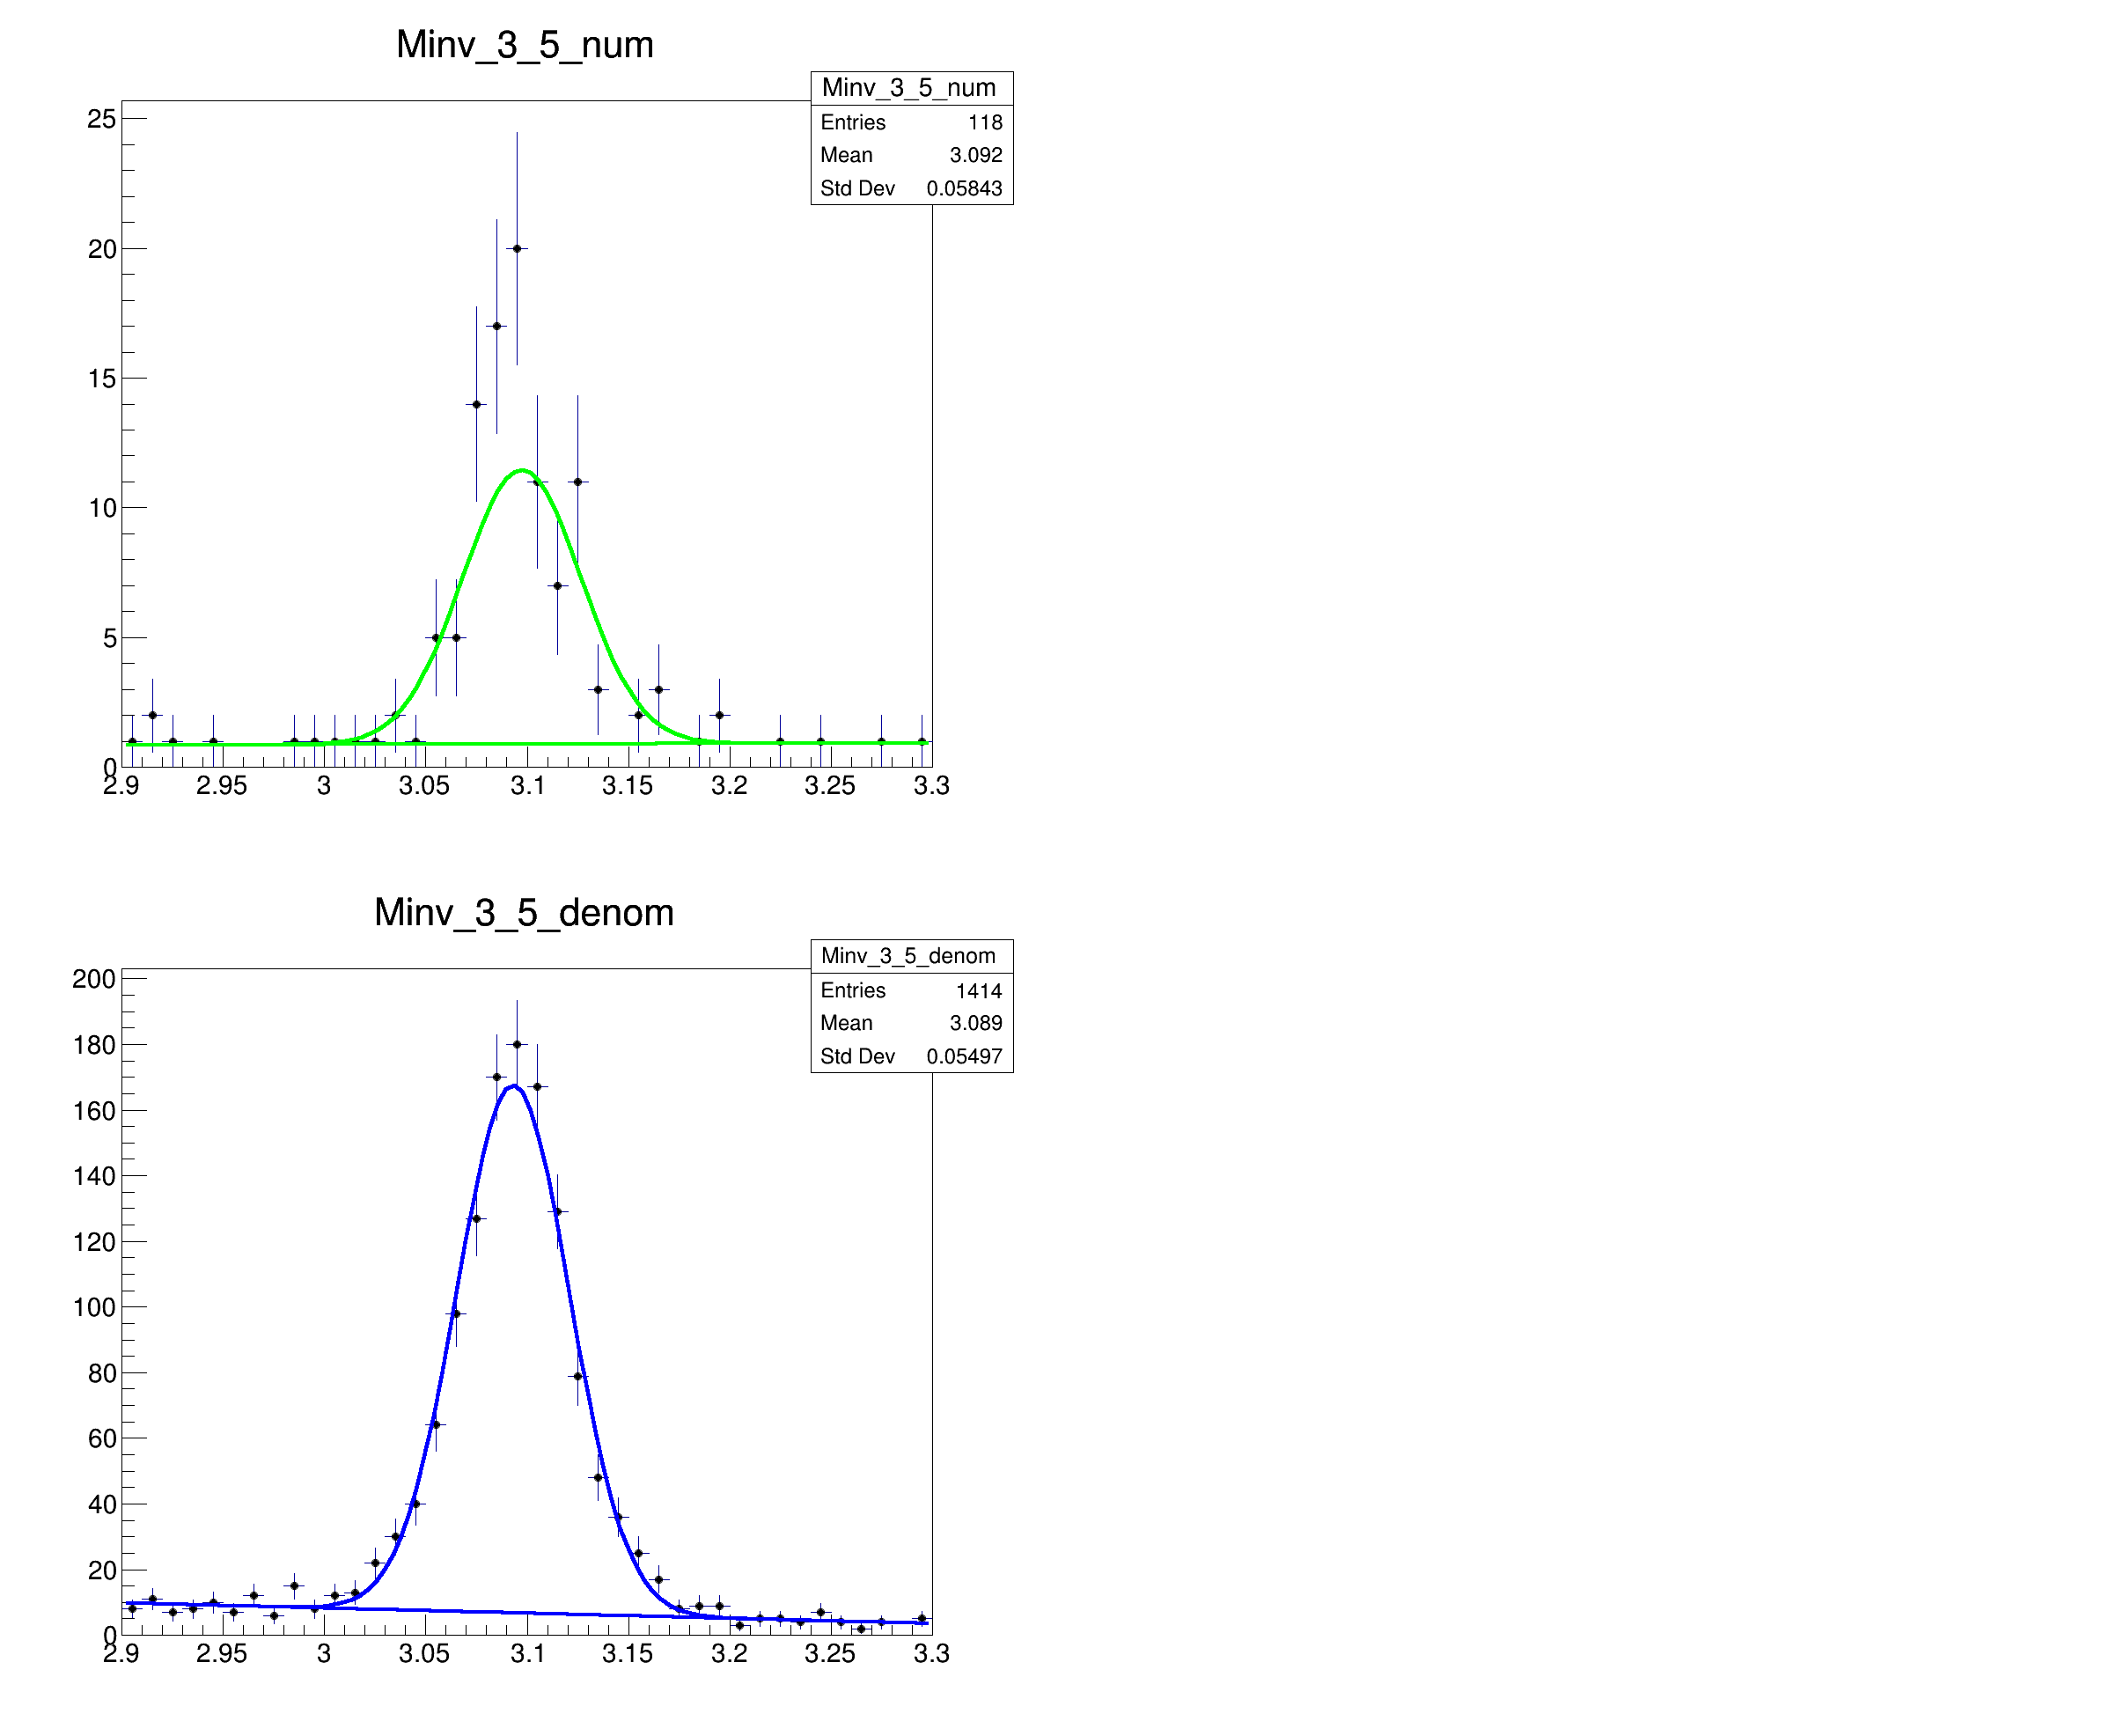 Minv_3_5_num
Minv_3_5_num
Entries 118
Mean 3.092
Std Dev 0.05843
25
20
15
10
5
0
2.9 2.95 3 3.05 3.1 3.15 3.2 3.25 3.3
Minv_3_5_denom
Minv_3_5_denom
Entries 1414
Mean 3.089
Std Dev 0.05497
200
180
160
140
120
100
80
60
40
20
0
2.9 2.95 3 3.05 3.1 3.15 3.2 3.25 3.3